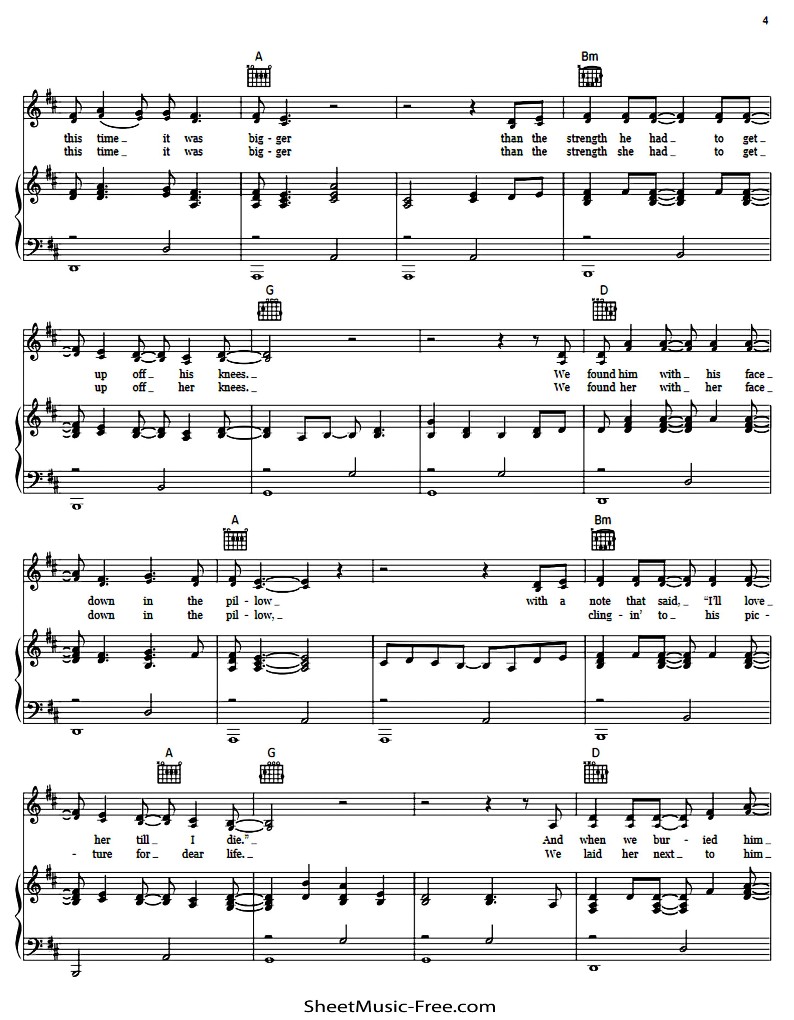 4
A Bm
this time_ it was big - ger than the strength he had_ to get_
this time_ it was big - ger than the strength she had_ to get_
G D
up off_ his knees._ We found him with_ his face_
up off_ her knees._ We found her with_ her face_
A Bm
down in the pil - low_ with a note that said,_ “I’ll love
down in the pil - low,_ cling - in’ to_ his pic -
A G D
her till_ I die.”_ And when we bur - ied him_
- ture for_ dear life._ We laid her next_ to him_
SheetMusic-Free.com